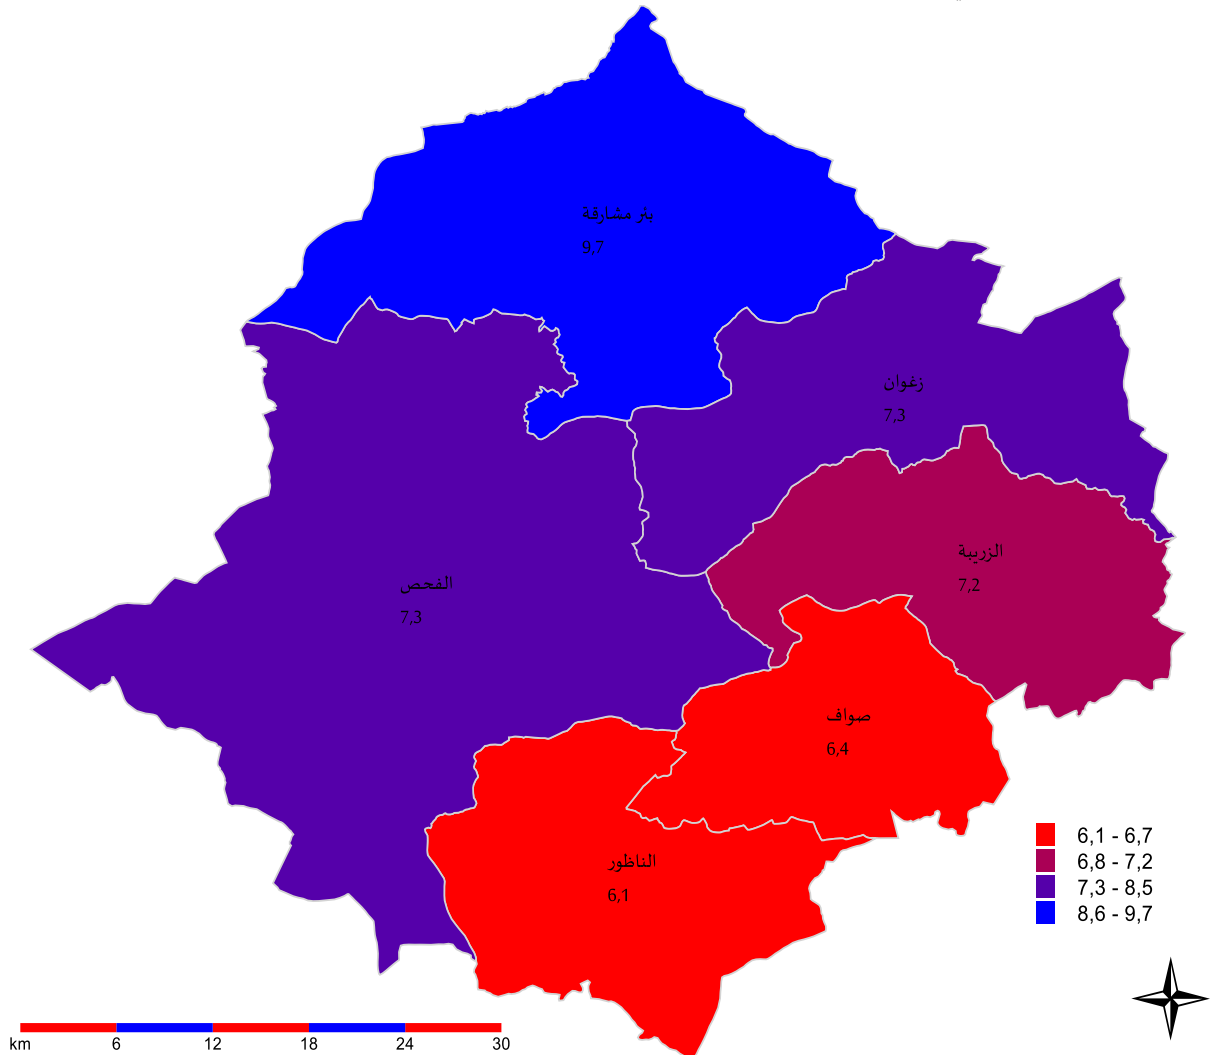 بئر مشارقة
9,7
زغوان
7,3
الزريبة
7,2
الفحص
7,3
صواف
6,4
الناظور
6,1
6,1 - 6,7
6,8 - 7,2
7,3 - 8,5
8,6 - 9,7
km 6 12 18 24 30